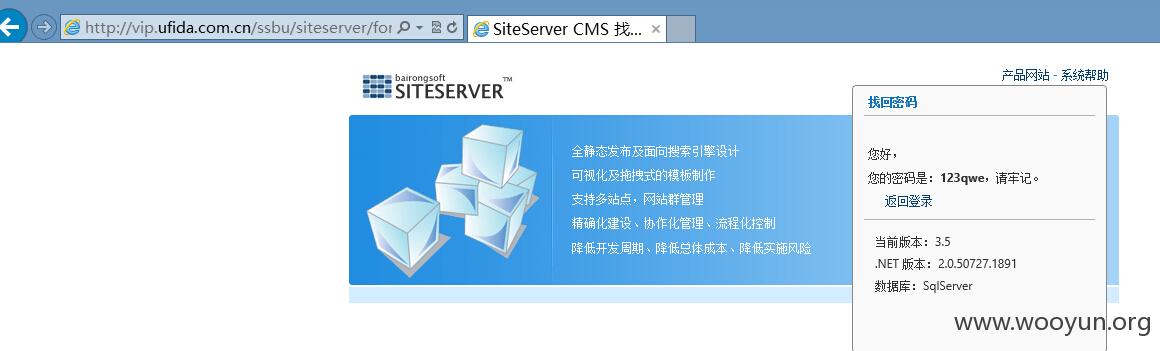 http://vip.ufida.com.cn/ssbu/siteserver/for
SiteServer CMS 找... ×
产品网站 - 系统帮助
bairongsoft
SITESERVER™
找回密码
全静态发布及面向搜索引擎设计
可视化及拖拽式的模板制作
支持多站点，网站群管理
精确化建设、协作化管理、流程化控制
降低开发周期、降低总体成本、降低实施风险
您好，
您的密码是：123qwe，请牢记。
返回登录
当前版本：3.5
.NET 版本：2.0.50727.1891
数据库：SqlServer
www.wooyun.org